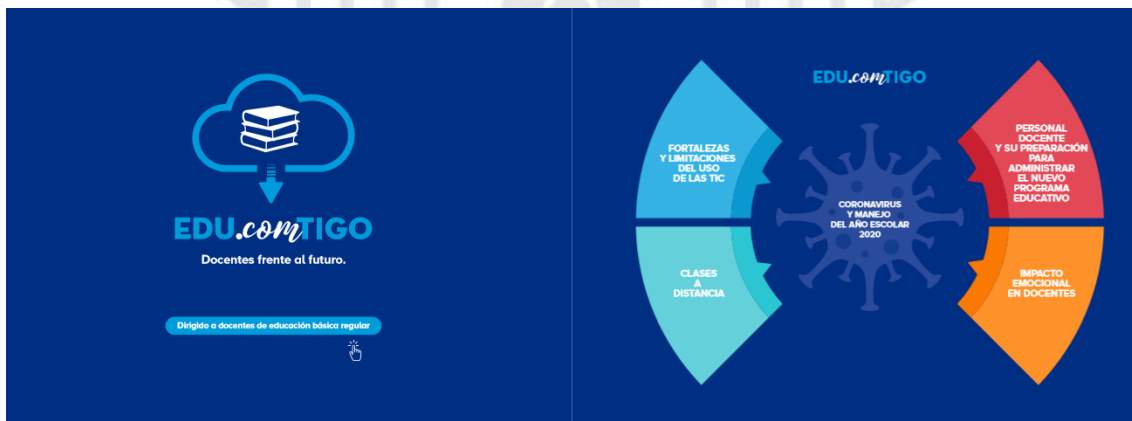 EDU.comTIGO
Docentes frente al futuro.
Dirigido a docentes de educación básica regular
EDU.comTIGO
FORTALEZAS
Y LIMITACIONES
DEL USO
DE LAS TIC
PERSONAL
DOCENTE
Y SU PREPARACIÓN
PARA
ADMINISTRAR
EL NUEVO
PROGRAMA
EDUCATIVO
CORONAVIRUS
Y MANEJO
DEL AÑO ESCOLAR
2020
CLASES
A
DISTANCIA
IMPACTO
EMOCIONAL
EN DOCENTES